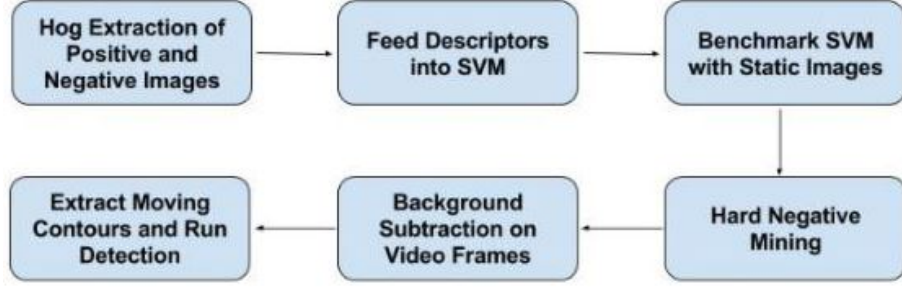 Hog Extraction of
Positive and
Negative Images
Feed Descriptors
into SVM
Benchmark SVM
with Static Images
Hard Negative
Mining
Background
Subtraction on
Video Frames
Extract Moving
Contours and Run
Detection